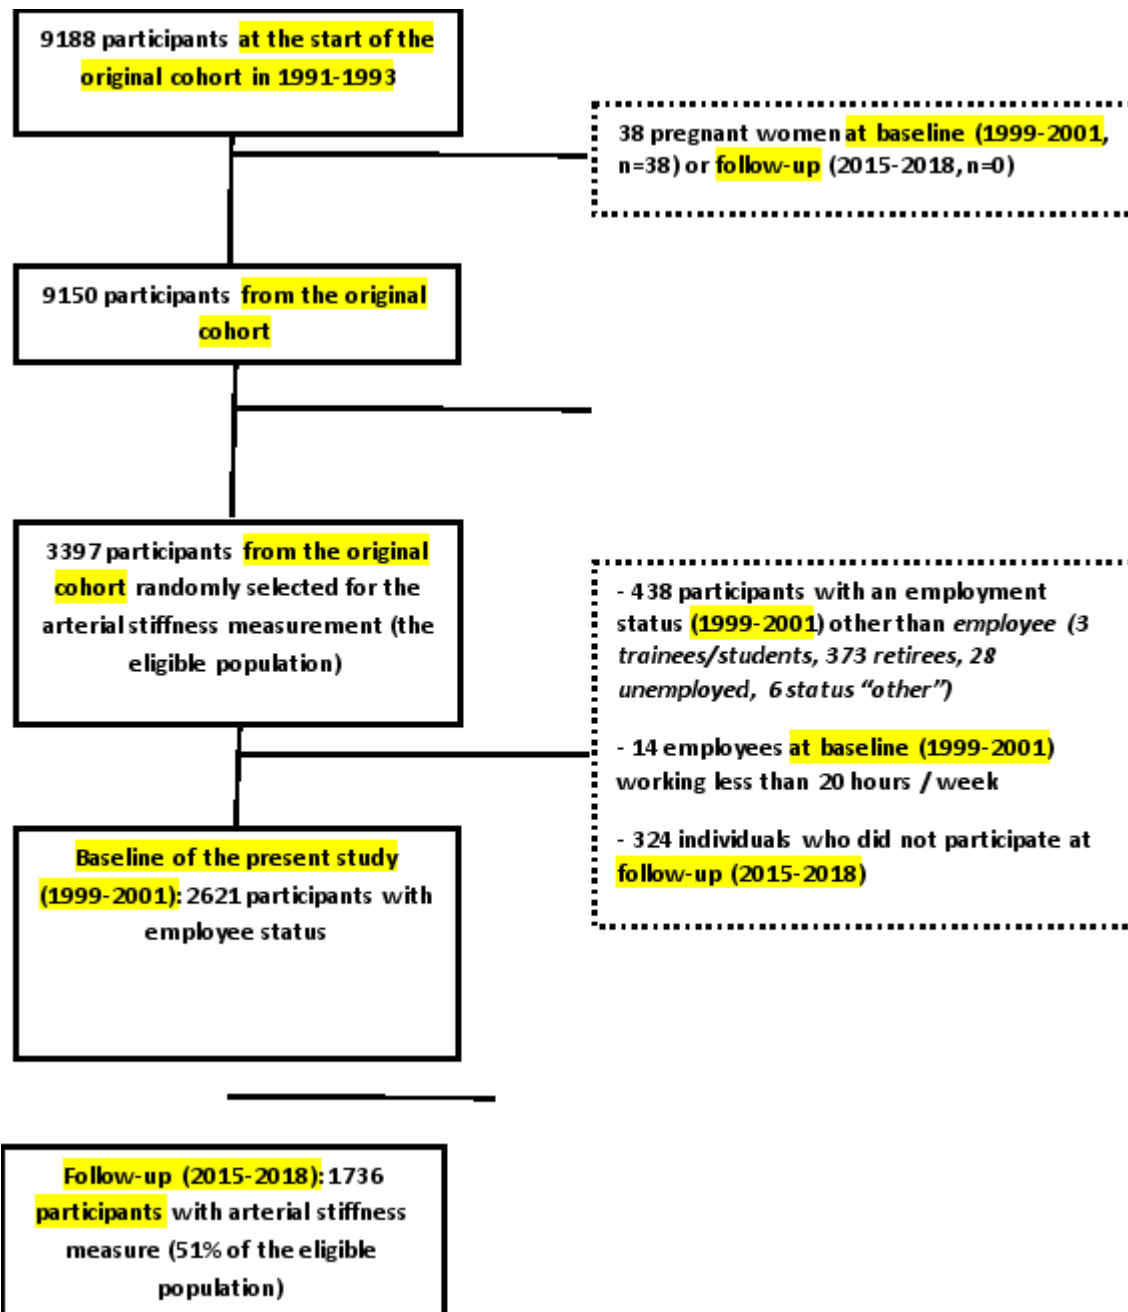 9188 participants at the start of the
original cohort in 1991-1993
38 pregnant women at baseline (1999-2001,
n=38) or follow-up (2015-2018, n=0)
9150 participants from the original
cohort
3397 participants from the original
cohort randomly selected for the
arterial stiffness measurement (the
eligible population)
- 438 participants with an employment
status (1999-2001) other than employee (3
trainees/students, 373 retirees, 28
unemployed, 6 status “other”)
- 14 employees at baseline (1999-2001)
working less than 20 hours / week
- 324 individuals who did not participate at
follow-up (2015-2018)
Baseline of the present study
(1999-2001): 2621 participants with
employee status
Follow-up (2015-2018): 1736
participants with arterial stiffness
measure (51% of the eligible
population)